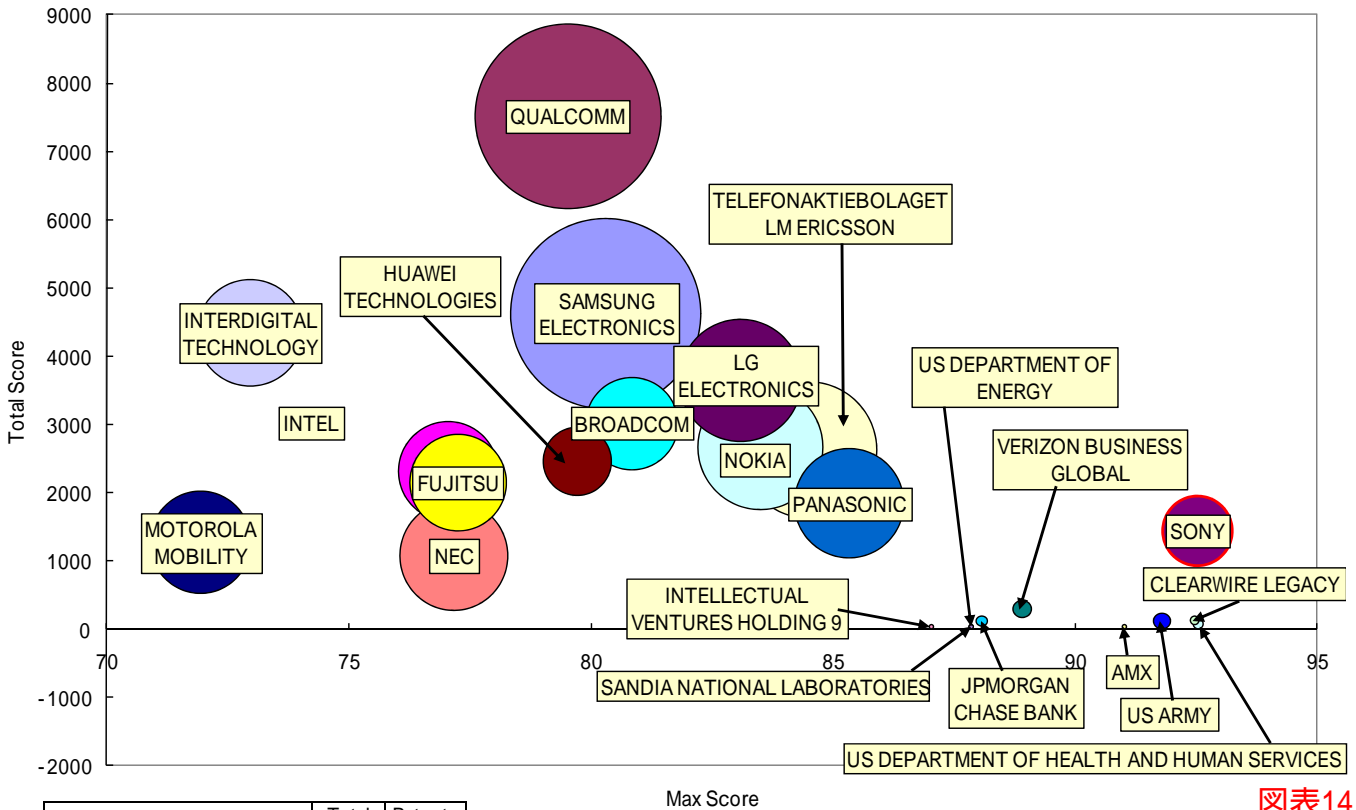 9000
8000
7000
6000
5000
4000
3000
2000
1000
0
-1000
-2000
Total Score
QUALCOMM
TELEFONAKTIEBOLAGET
LM ERICSSON
HUAWEI
TECHNOLOGIES
SAMSUNG
ELECTRONICS
INTERDIGITAL
TECHNOLOGY
LG
ELECTRONICS
US DEPARTMENT OF
ENERGY
INTEL
BROADCOM
NOKIA
VERIZON BUSINESS
GLOBAL
FUJITSU
PANASONIC
MOTOROLA
MOBILITY
NEC
SONY
CLEARWIRE LEGACY
INTELLECTUAL
VENTURES HOLDING 9
70
75
80
85
90
95
SANDIA NATIONAL LABORATORIES
JPMORGAN
CHASE BANK
AMX
US ARMY
US DEPARTMENT OF HEALTH AND HUMAN SERVICES
Max Score
図表14